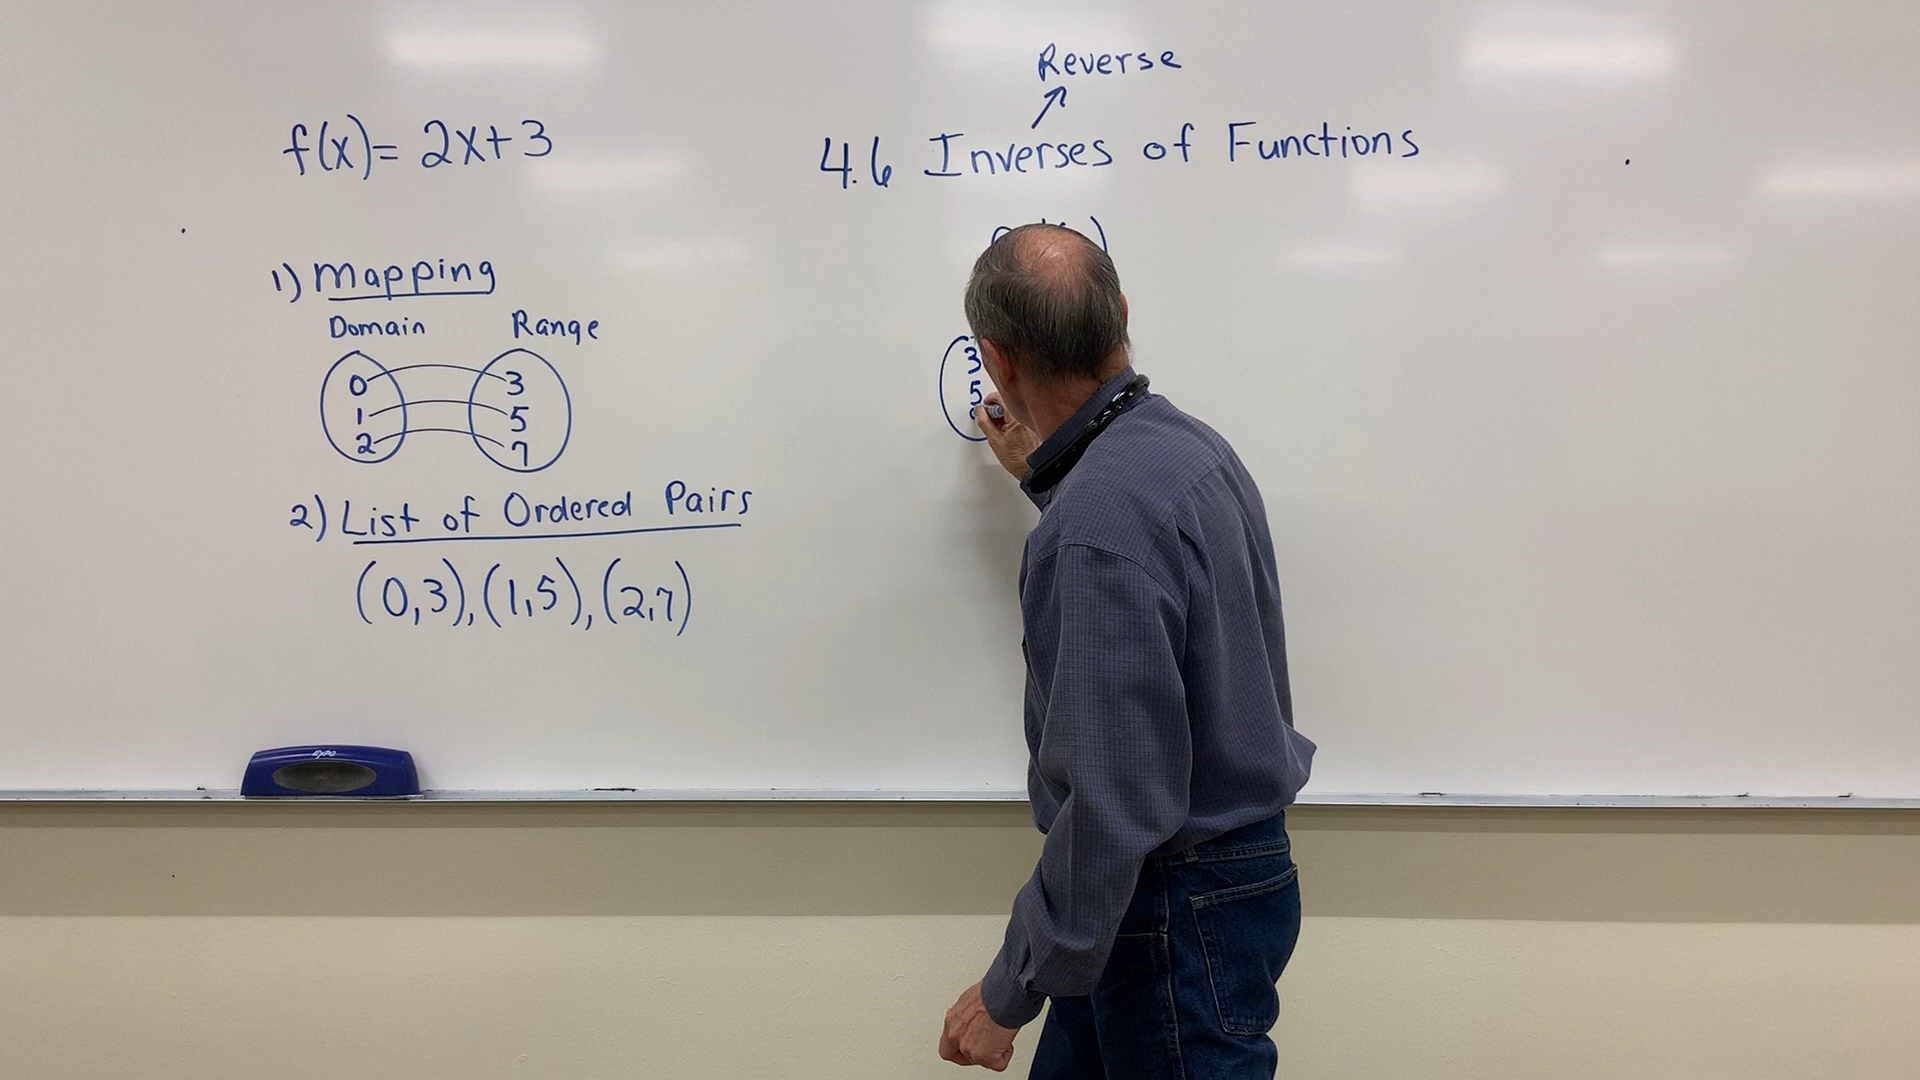 Reverse
f(x)= 2x+3
4.6 Inverses of Functions
1) Mapping
Domain Range
0 3
1 5
2 7
3
5
2) List of Ordered Pairs
(0,3),(1,5),(2,7)
EXPO